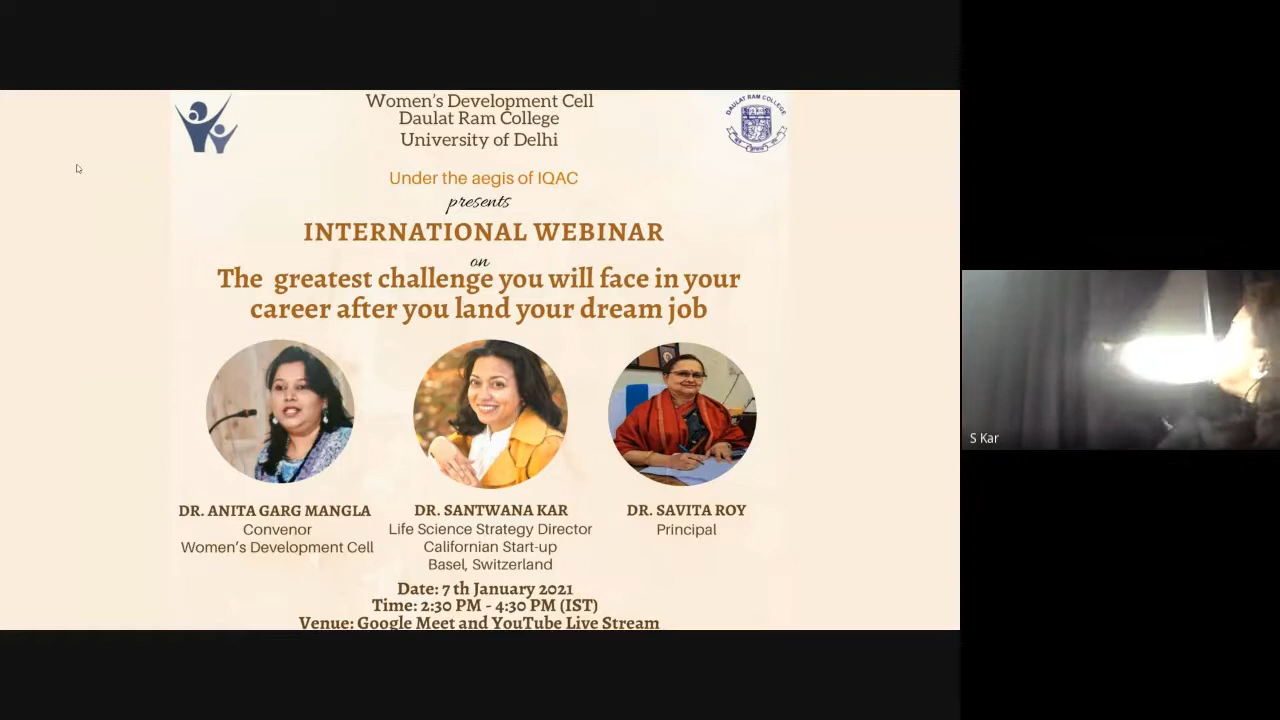 Women's Development Cell
Daulat Ram College
University of Delhi
DAULAT RAM COLLEGE
Under the aegis of IQAC
presents
INTERNATIONAL WEBINAR
on
The greatest challenge you will face in your
career after you land your dream job
DR. ANITA GARG MANGLA
Convenor
Women's Development Cell
DR. SANTWANA KAR
Life Science Strategy Director
Californian Start-up
Basel, Switzerland
DR. SAVITA ROY
Principal
Date: 7 th January 2021
Time: 2:30 PM - 4:30 PM (IST)
Venue: Google Meet and YouTube Live Stream
S Kar